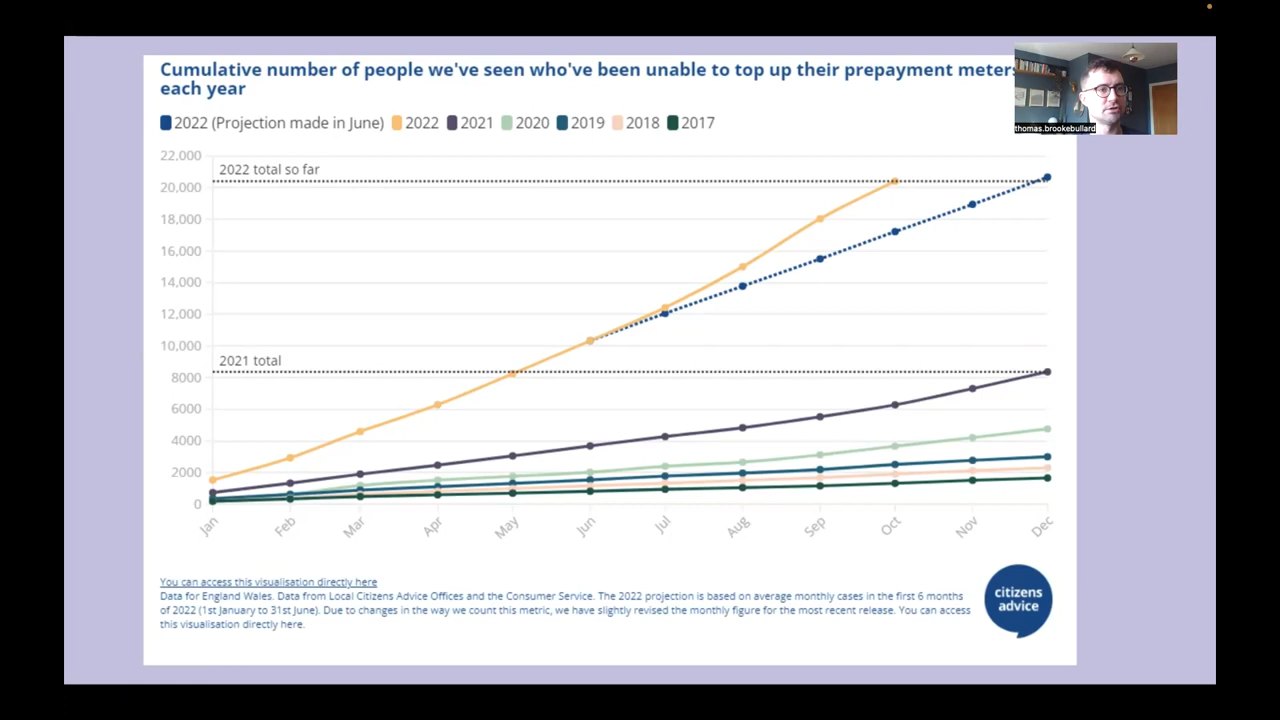 Cumulative number of people we've seen who've been unable to top up their prepayment meters
each year
2022 (Projection made in June) 2022 2021 2020 2019 2018 2017
thomas.brookebullard
22,000
2022 total so far
20,000
18,000
16,000
14,000
12,000
10,000
2021 total
8000
6000
4000
2000
0
Jan Feb Mar Apr May Jun Jul Aug Sep Oct Nov Dec
You can access this visualisation directly here
Data for England Wales. Data from Local Citizens Advice Offices and the Consumer Service. The 2022 projection is based on average monthly cases in the first 6 months
of 2022 (1st January to 31st June). Due to changes in the way we count this metric, we have slightly revised the monthly figure for the most recent release. You can access
this visualisation directly here.
citizens
advice